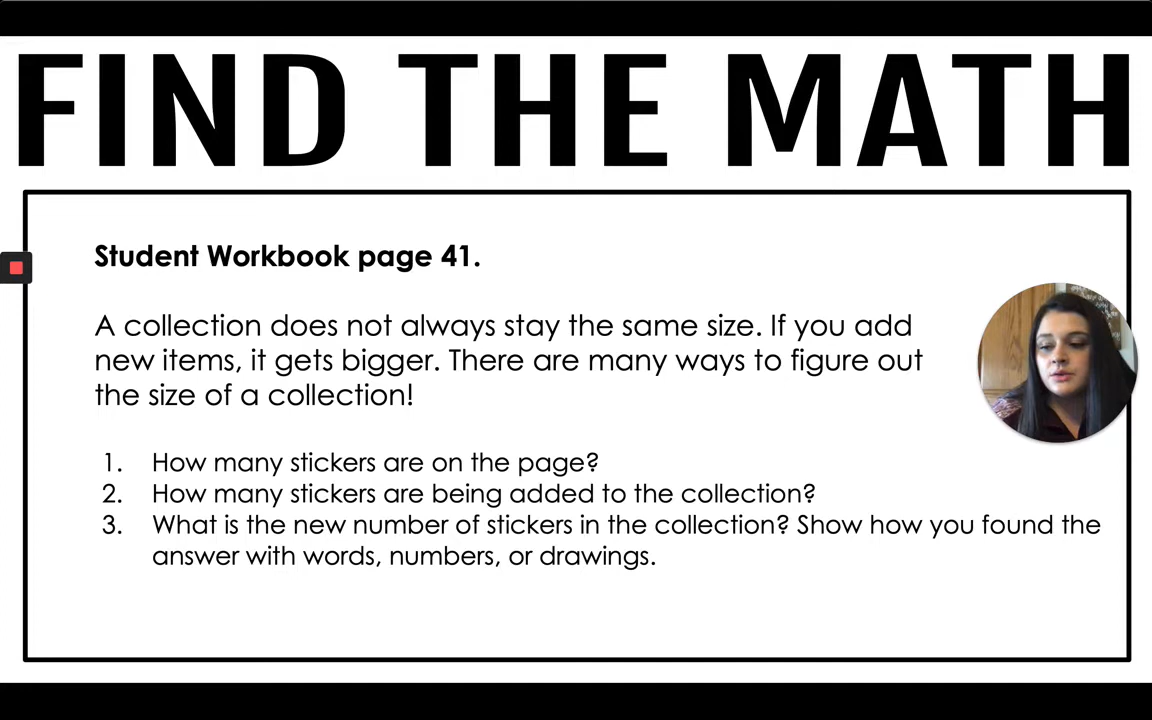 FIND THE MATH
Student Workbook page 41.
A collection does not always stay the same size. If you add
new items, it gets bigger. There are many ways to figure out
the size of a collection!
1. How many stickers are on the page?
2. How many stickers are being added to the collection?
3. What is the new number of stickers in the collection? Show how you found the
answer with words, numbers, or drawings.